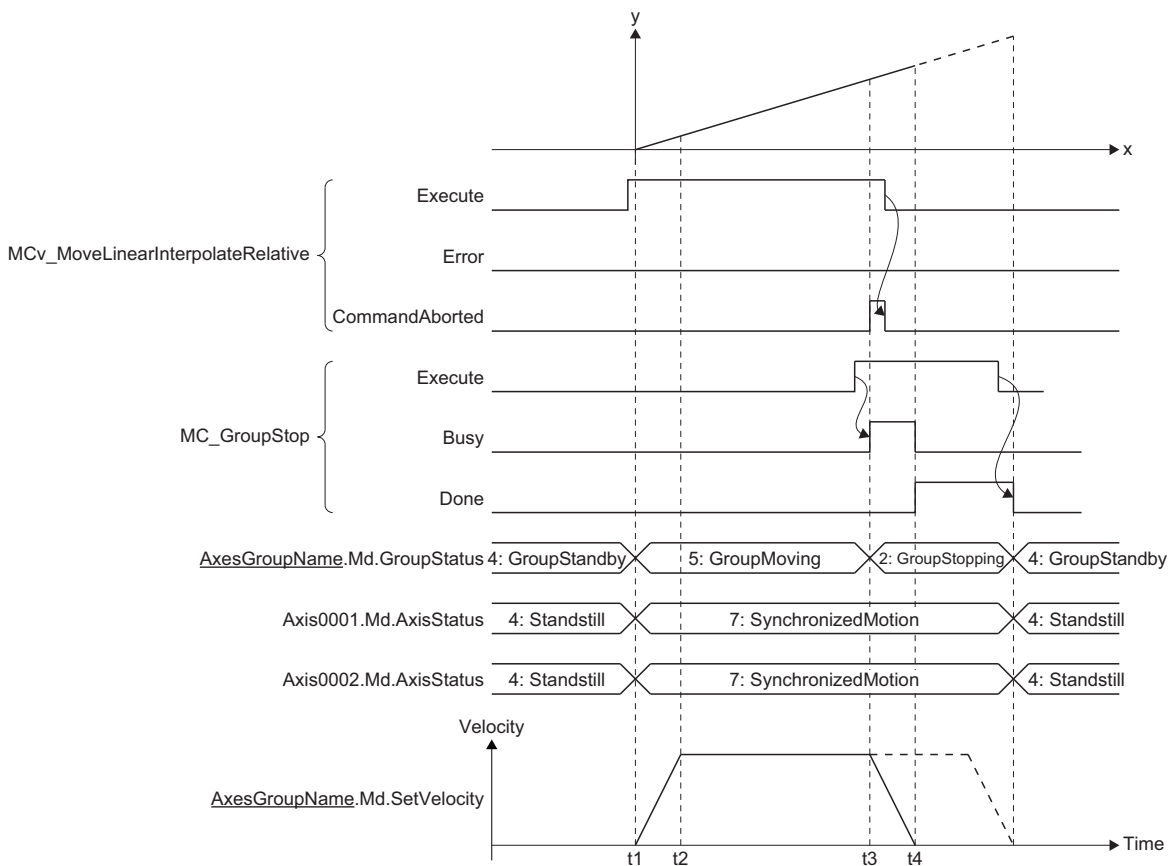 y
x
Execute
MCv_MoveLinearInterpolateRelative
Error
CommandAborted
Execute
MC_GroupStop
Busy
Done
AxesGroupName.Md.GroupStatus 4: GroupStandby 5: GroupMoving 2: GroupStopping 4: GroupStandby
Axis0001.Md.AxisStatus 4: Standstill 7: SynchronizedMotion 4: Standstill
Axis0002.Md.AxisStatus 4: Standstill 7: SynchronizedMotion 4: Standstill
Velocity
AxesGroupName.Md.SetVelocity
Time
t1 t2 t3 t4